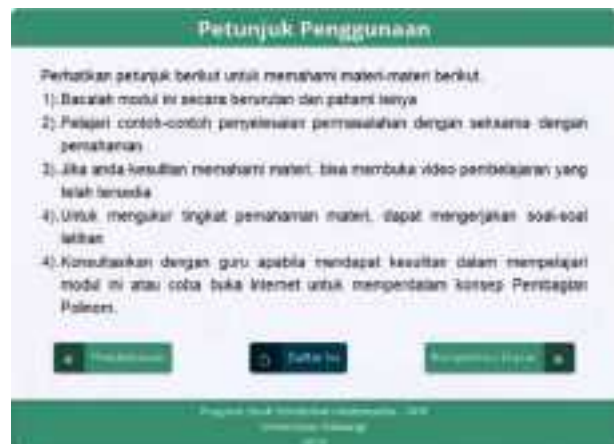 Petunjuk Penggunaan
Perhatikan petunjuk berikut untuk memahami materi-materi berikut.
1). Bacalah modul ini secara berurutan dan pahami isinya
2). Pelajari contoh-contoh penyelesaian permasalahan dengan seksama dengan
pemahaman
3). Jika anda kesulitan memahami materi, bisa membuka video pembelajaran yang
telah tersedia
4). Untuk mengukur tingkat pemahaman materi, dapat mengerjakan soal-soal
latihan
4). Konsultasikan dengan guru apabila mendapat kesulitan dalam mempelajari
modul ini atau coba buka Internet untuk memperdalam konsep Pembagian
Polinom.
Daftar Isi